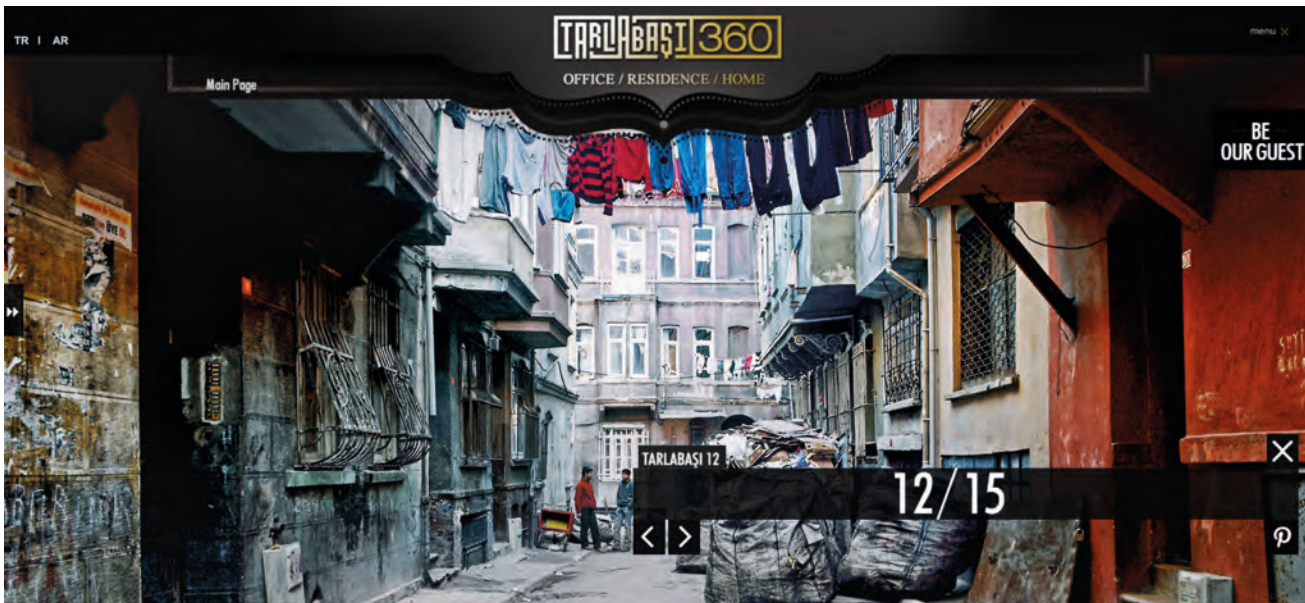 TR | AR
TARLABAŞI 360
menu ×
OFFICE / RESIDENCE / HOME
Main Page
BE
OUR GUEST
TARLABAŞI 12
12/15